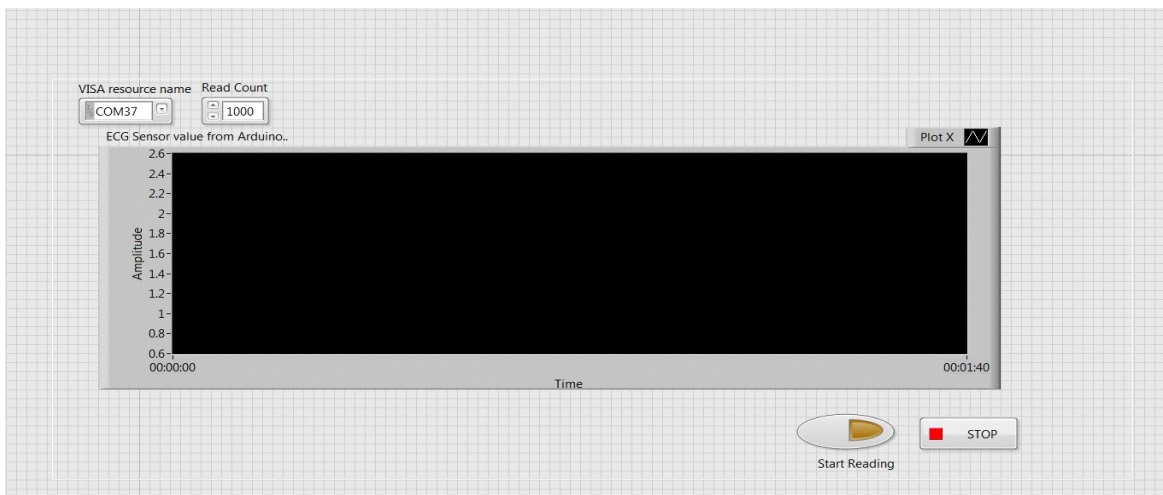 VISA resource name
Read Count
COM37
1000
ECG Sensor value from Arduino..
Plot X
2.6
2.4
2.2
2
1.8
1.6
1.4
1.2
1
0.8
0.6
Amplitude
00:00:00
00:01:40
Time
STOP
Start Reading